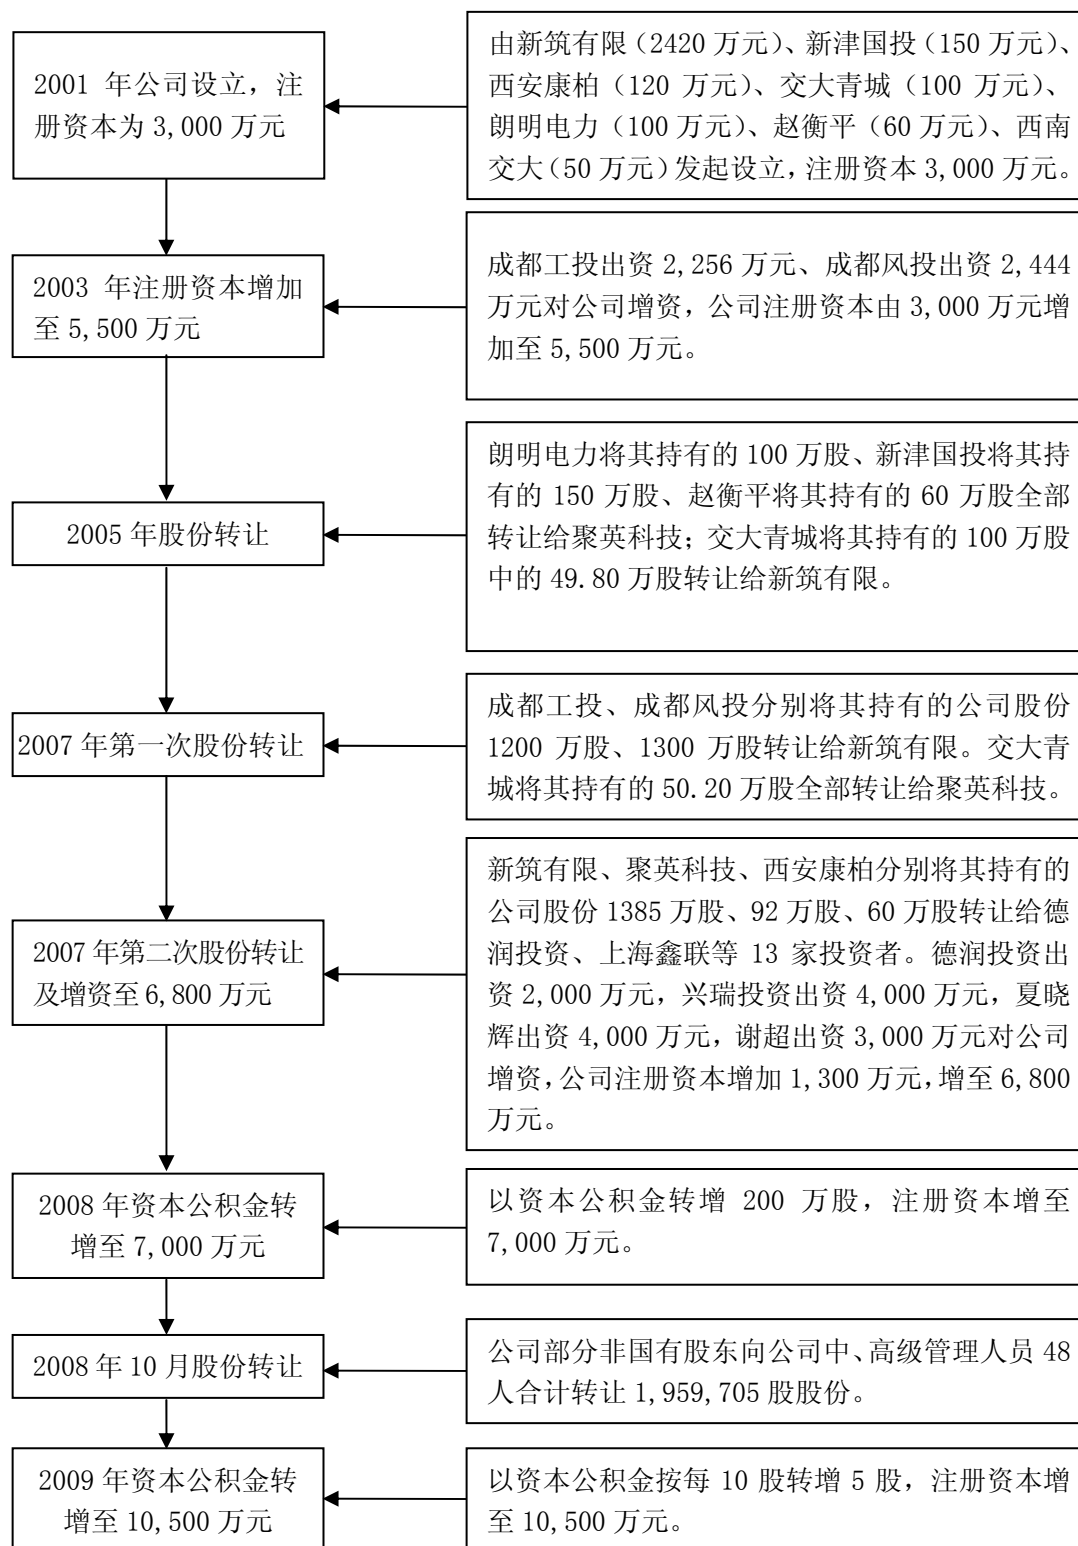 2001 年公司设立，注
册资本为 3,000 万元
由新筑有限（2420 万元）、新津国投（150 万元）、
西安康柏（120 万元）、交大青城（100 万元）、
朗明电力（100 万元）、赵衡平（60 万元）、西南
交大（50 万元）发起设立，注册资本 3,000 万元。
2003 年注册资本增加
至 5,500 万元
成都工投出资 2,256 万元、成都风投出资 2,444
万元对公司增资，公司注册资本由 3,000 万元增
加至 5,500 万元。
2005 年股份转让
朗明电力将其持有的 100 万股、新津国投将其持
有的 150 万股、赵衡平将其持有的 60 万股全部
转让给聚英科技；交大青城将其持有的 100 万股
中的 49.80 万股转让给新筑有限。
2007 年第一次股份转让
成都工投、成都风投分别将其持有的公司股份
1200 万股、1300 万股转让给新筑有限。交大青
城将其持有的 50.20 万股全部转让给聚英科技。
2007 年第二次股份转让
及增资至 6,800 万元
新筑有限、聚英科技、西安康柏分别将其持有的
公司股份 1385 万股、92 万股、60 万股转让给德
润投资、上海鑫联等 13 家投资者。德润投资出
资 2,000 万元，兴瑞投资出资 4,000 万元，夏晓
辉出资 4,000 万元，谢超出资 3,000 万元对公司
增资，公司注册资本增加 1,300 万元，增至 6,800
万元。
2008 年资本公积金转
增至 7,000 万元
以资本公积金转增 200 万股，注册资本增至
7,000 万元。
2008 年 10 月股份转让
公司部分非国有股东向公司中、高级管理人员 48
人合计转让 1,959,705 股股份。
2009 年资本公积金转
增至 10,500 万元
以资本公积金按每 10 股转增 5 股，注册资本增
至 10,500 万元。